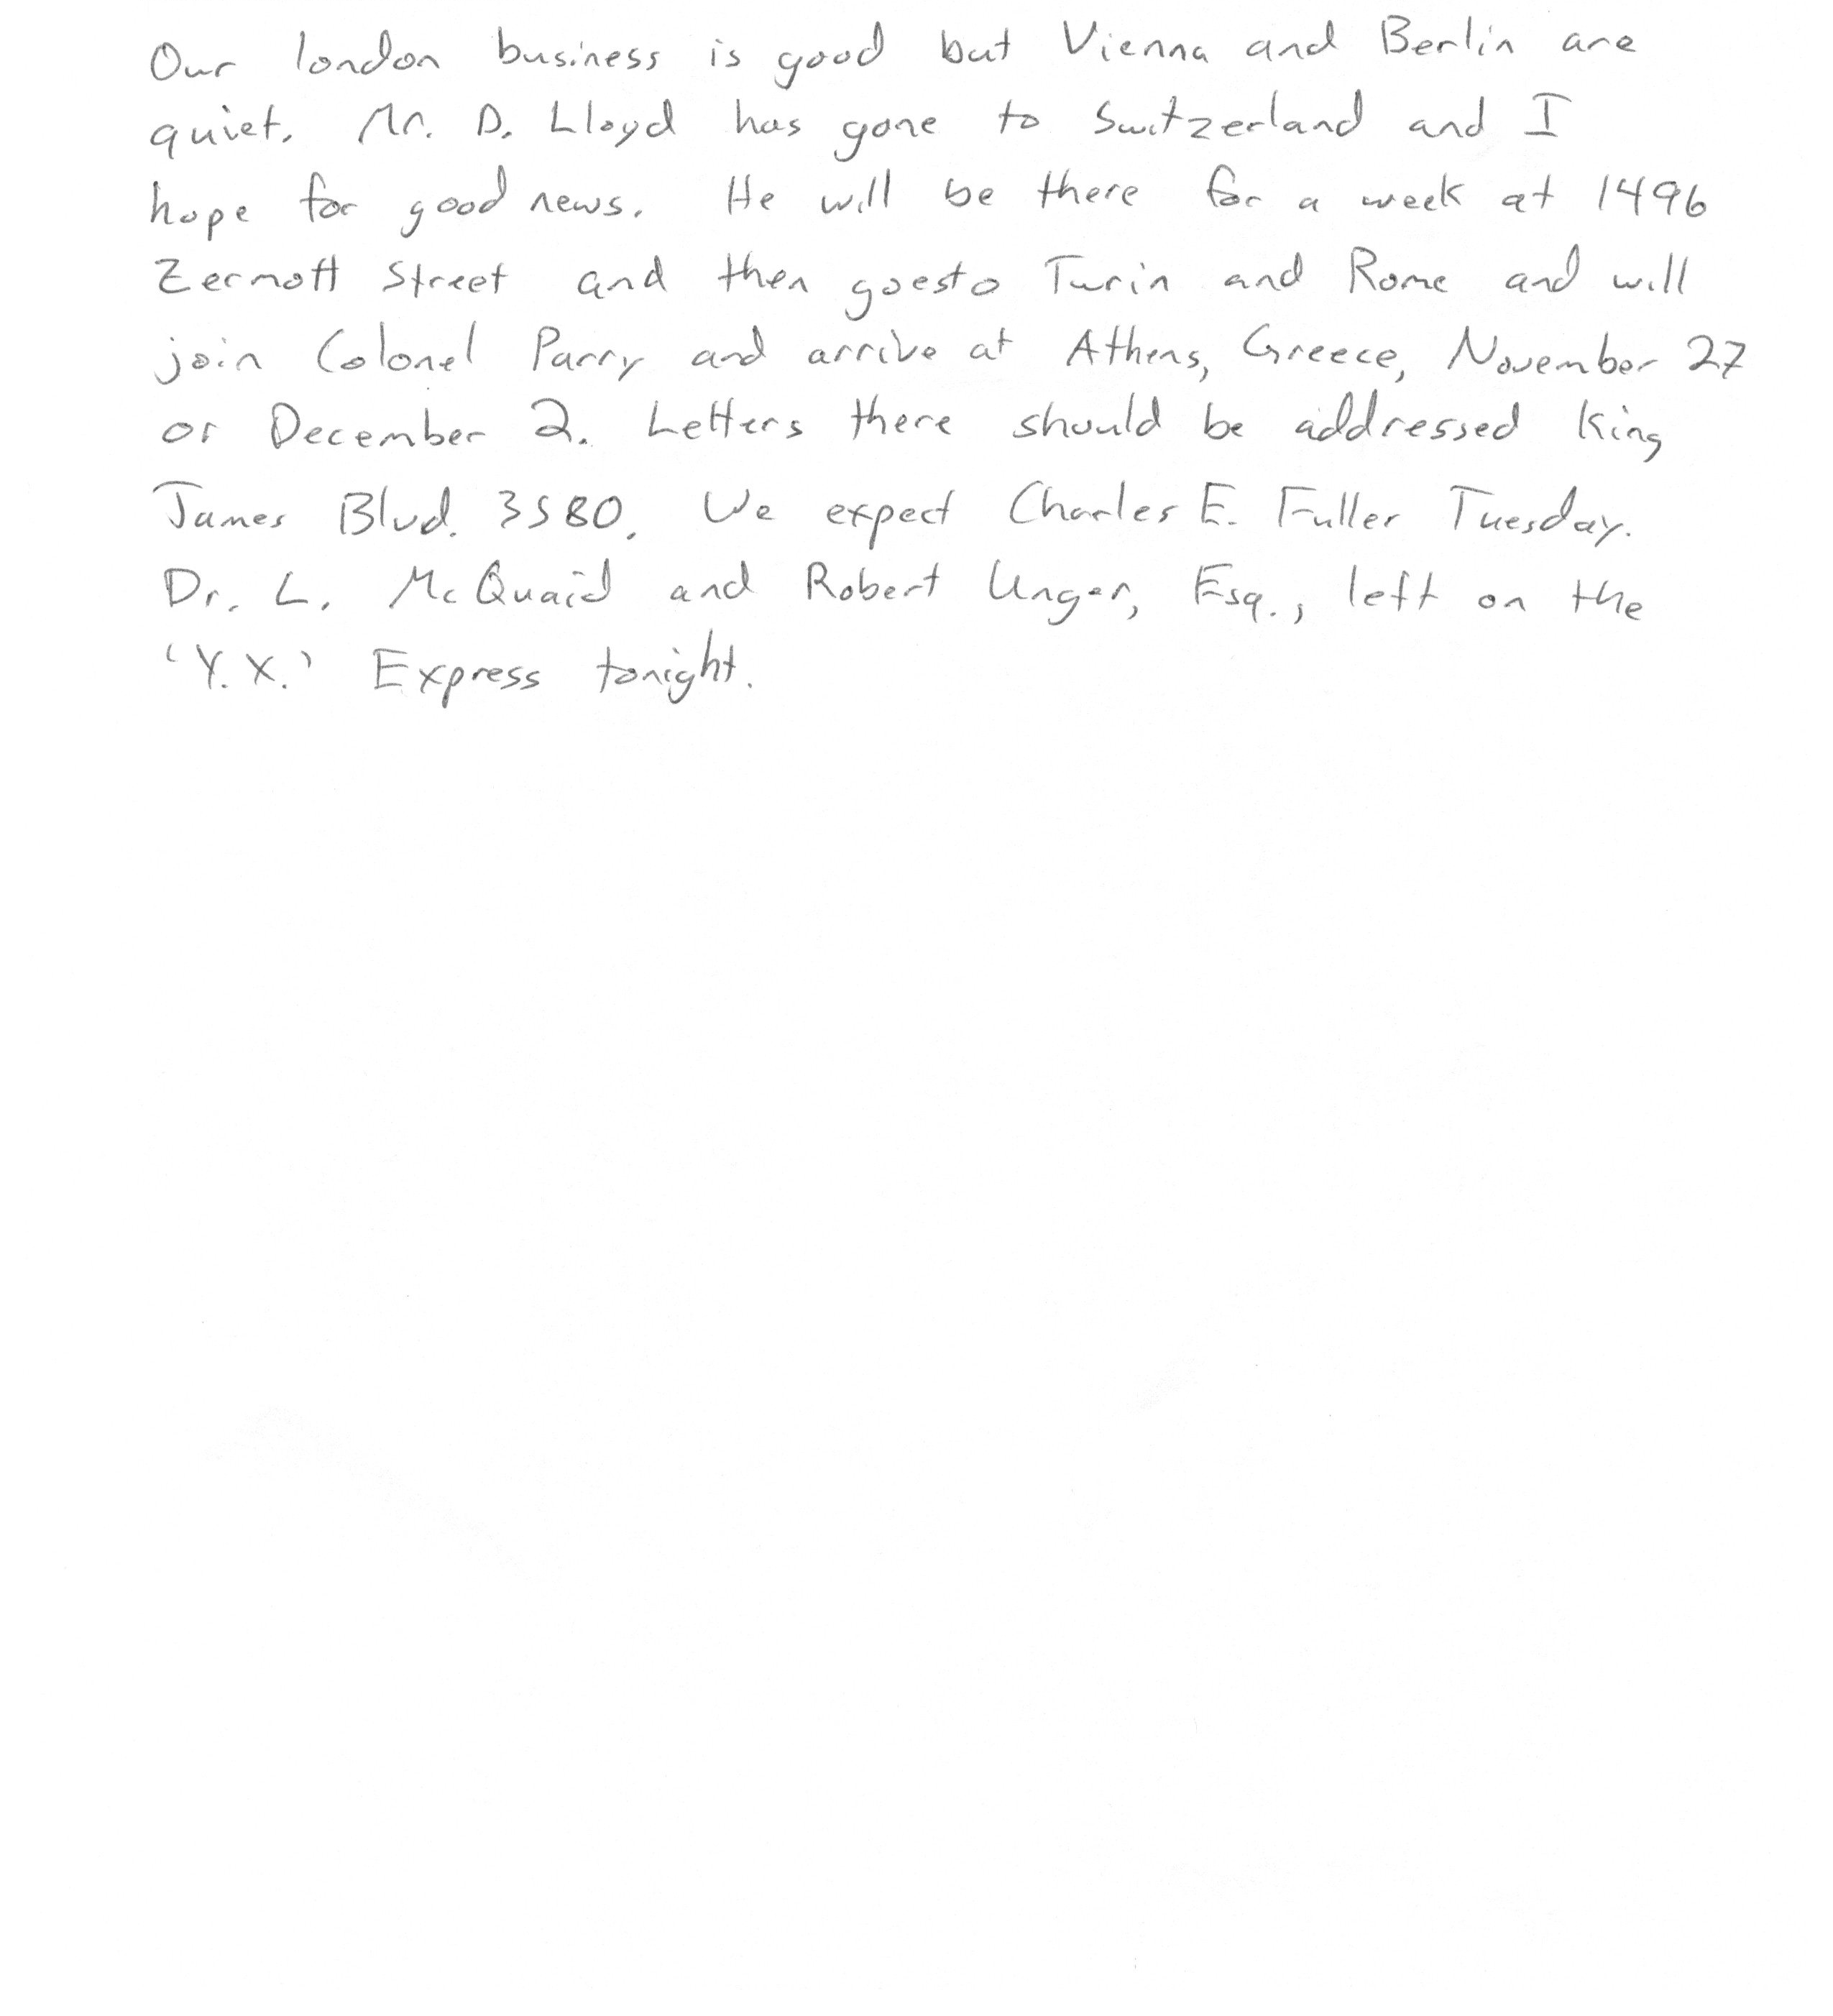 Our london business is good but Vienna and Berlin are
quiet. Mr. D. Lloyd has gone to Switzerland and I
hope for good news. He will be there for a week at 1496
Zermott Street and then goesto Turin and Rome and will
join Colonel Parry and arrive at Athens, Greece, November 27
or December 2. Letters there should be addressed King
James Blvd. 3580. We expect Charles E. Fuller Tuesday.
Dr. L. McQuaid and Robert Unger, Esq., left on the
'Y.X.' Express tonight.